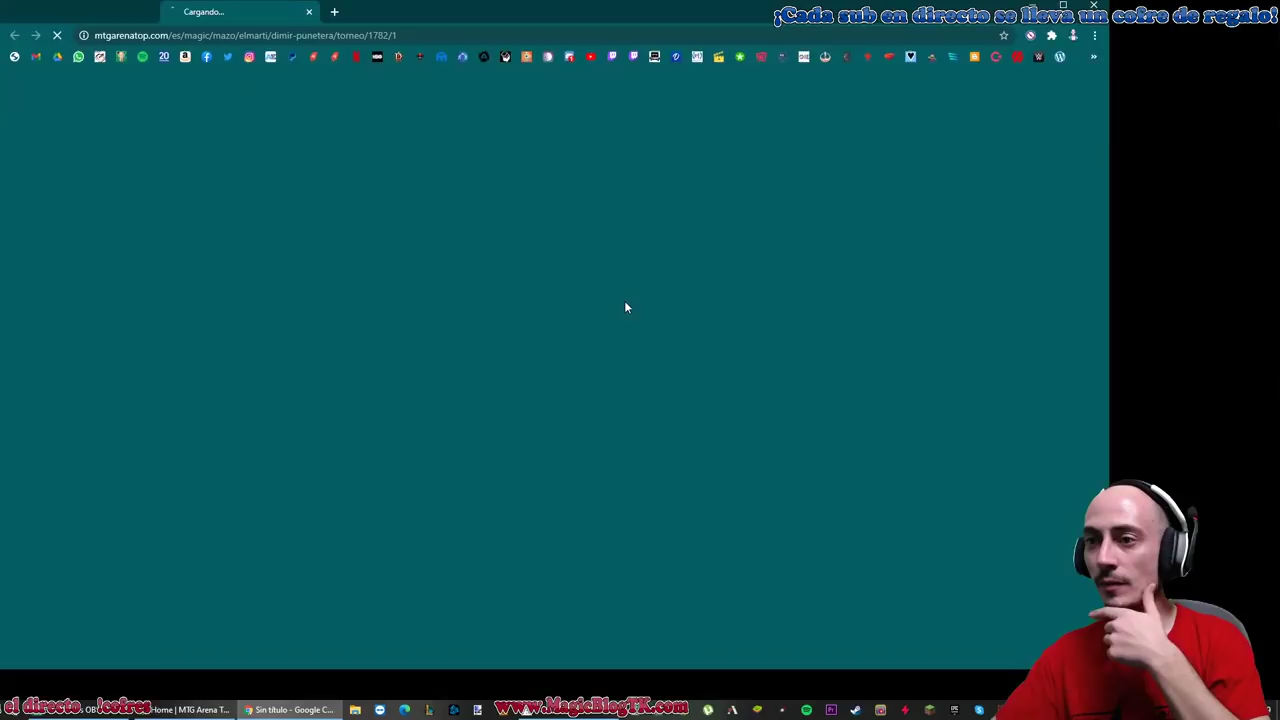 Cargando...
¡Cada sub en directo se lleva un cofre de regalo!
mtgarenatop.com/es/magic/mazo/elmarti/dimir-punetera/torneo/1782/1
20
n el directo. !cofres
Home | MTG Arena T...
Sin título - Google C...
www.MagicBlogTK.com